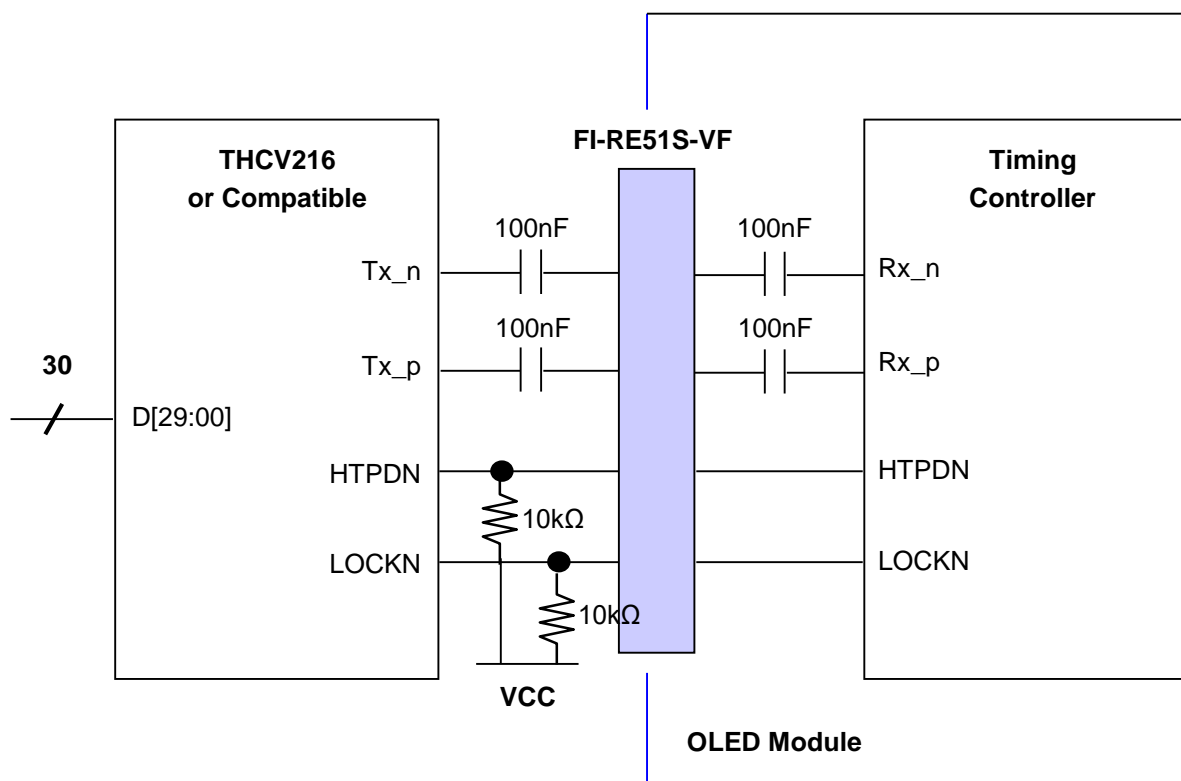 FI-RE51S-VF
THCV216
or Compatible
Timing
Controller
100nF
100nF
Tx_n
Rx_n
100nF
100nF
Tx_p
Rx_p
30
D[29:00]
HTPDN
HTPDN
10kΩ
LOCKN
LOCKN
10kΩ
VCC
OLED Module